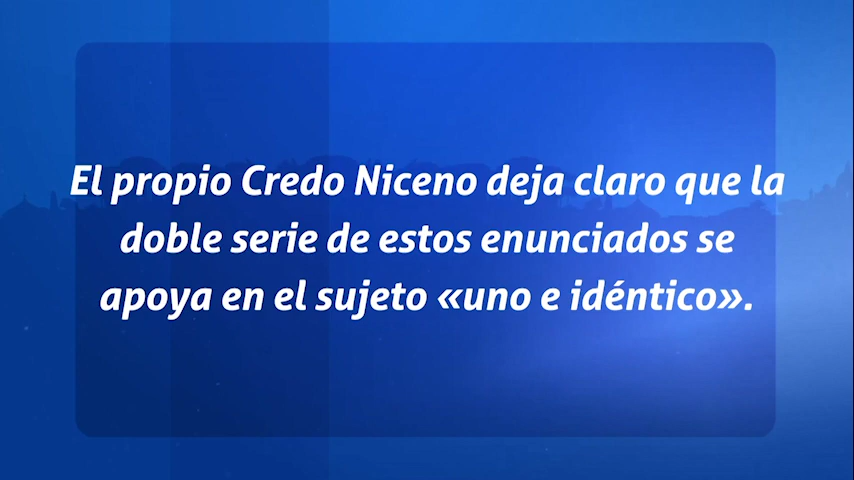 El propio Credo Niceno deja claro que la
doble serie de estos enunciados se
apoya en el sujeto «uno e idéntico».